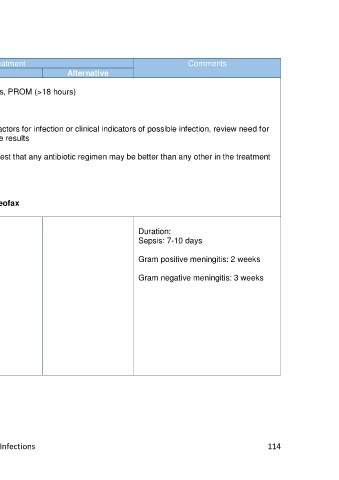 eatment
Comments
Alternative
s, PROM (>18 hours)
actors for infection or clinical indicators of possible infection, review need for
e results
est that any antibiotic regimen may be better than any other in the treatment
eofax
Duration:
Sepsis: 7-10 days
Gram positive meningitis: 2 weeks
Gram negative meningitis: 3 weeks
Infections
114